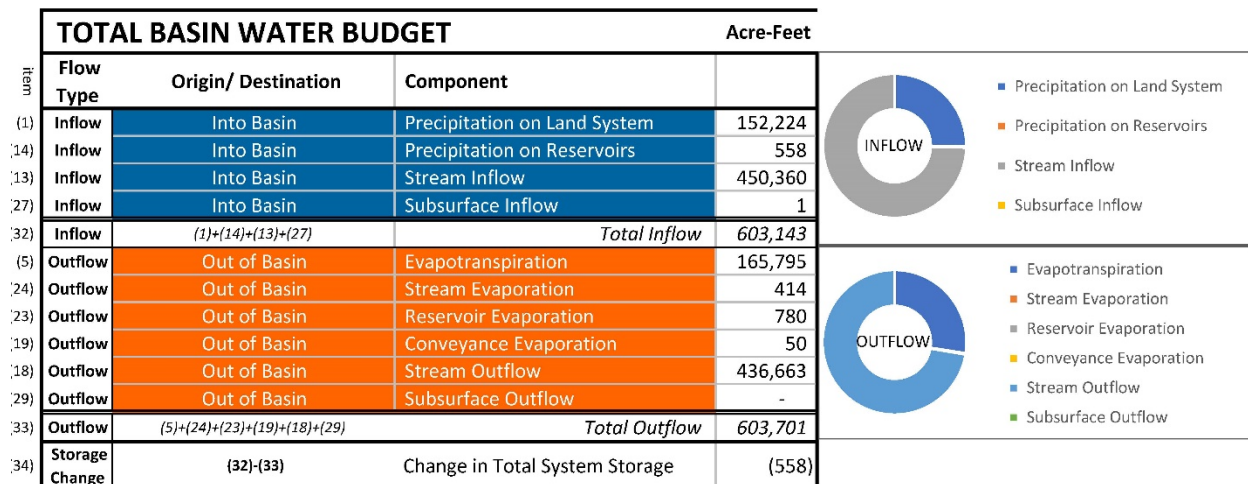 TOTAL BASIN WATER BUDGET Acre-Feet
item Flow Type Origin/ Destination Component
(1) Inflow Into Basin Precipitation on Land System 152,224
(14) Inflow Into Basin Precipitation on Reservoirs 558
(13) Inflow Into Basin Stream Inflow 450,360
(27) Inflow Into Basin Subsurface Inflow 1
(32) Inflow (1)+(14)+(13)+(27) Total Inflow 603,143
(5) Outflow Out of Basin Evapotranspiration 165,795
(24) Outflow Out of Basin Stream Evaporation 414
(23) Outflow Out of Basin Reservoir Evaporation 780
(19) Outflow Out of Basin Conveyance Evaporation 50
(18) Outflow Out of Basin Stream Outflow 436,663
(29) Outflow Out of Basin Subsurface Outflow -
(33) Outflow (5)+(24)+(23)+(19)+(18)+(29) Total Outflow 603,701
(34) Storage Change (32)-(33) Change in Total System Storage (558)
INFLOW
Precipitation on Land System
Precipitation on Reservoirs
Stream Inflow
Subsurface Inflow
OUTFLOW
Evapotranspiration
Stream Evaporation
Reservoir Evaporation
Conveyance Evaporation
Stream Outflow
Subsurface Outflow